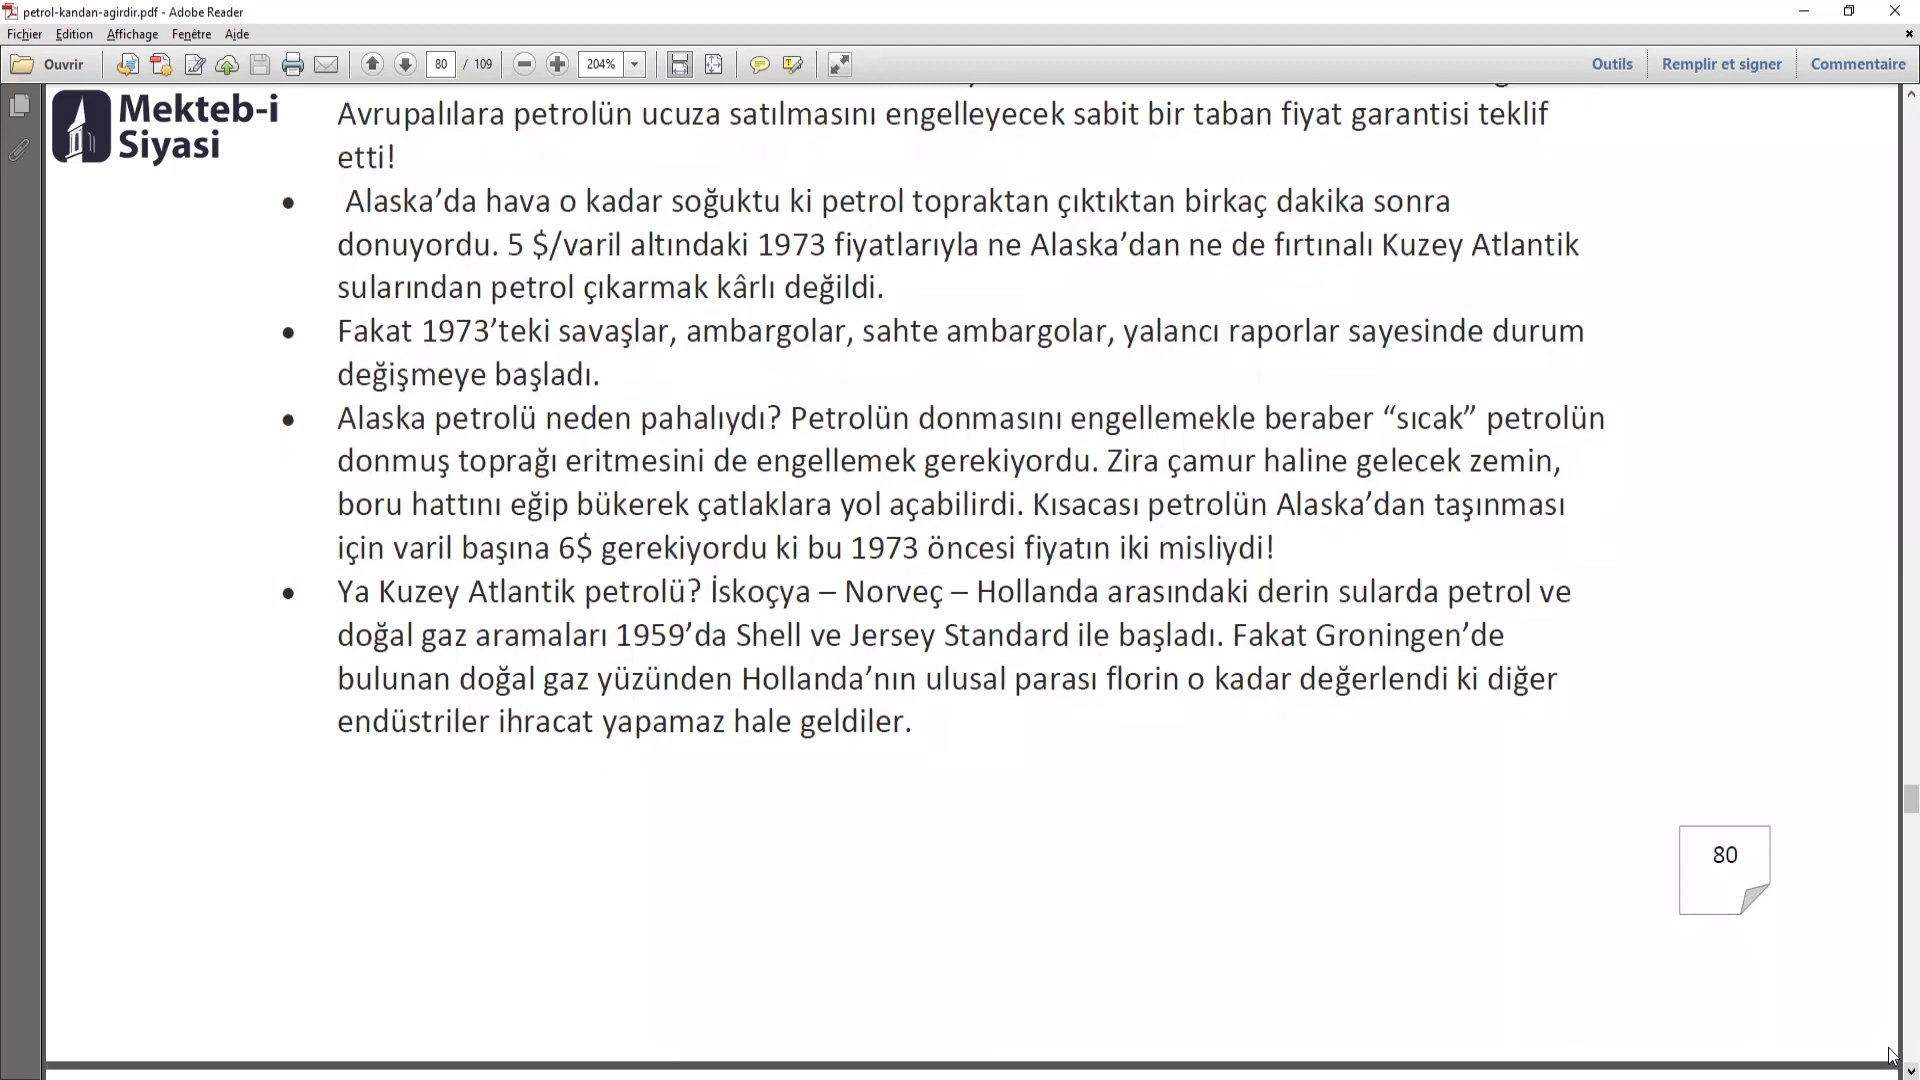 petrol-kandan-agirdir.pdf - Adobe Reader
Fichier Edition Affichage Fenêtre Aide
Ouvrir 80 / 109 204% Outils Remplir et signer Commentaire
Mekteb-i
Siyasi
Avrupalılara petrolün ucuza satılmasını engelleyecek sabit bir taban fiyat garantisi teklif
etti!
• Alaska’da hava o kadar soğuktu ki petrol topraktan çıktıktan birkaç dakika sonra
donuyordu. 5 $/varil altındaki 1973 fiyatlarıyla ne Alaska’dan ne de fırtınalı Kuzey Atlantik
sularından petrol çıkarmak kârlı değildi.
• Fakat 1973’teki savaşlar, ambargolar, sahte ambargolar, yalancı raporlar sayesinde durum
değişmeye başladı.
• Alaska petrolü neden pahalıydı? Petrolün donmasını engellemekle beraber “sıcak” petrolün
donmuş toprağı eritmesini de engellemek gerekiyordu. Zira çamur haline gelecek zemin,
boru hattını eğip bükerek çatlaklara yol açabilirdi. Kısacası petrolün Alaska’dan taşınması
için varil başına 6$ gerekiyordu ki bu 1973 öncesi fiyatın iki misliydi!
• Ya Kuzey Atlantik petrolü? İskoçya – Norveç – Hollanda arasındaki derin sularda petrol ve
doğal gaz aramaları 1959’da Shell ve Jersey Standard ile başladı. Fakat Groningen’de
bulunan doğal gaz yüzünden Hollanda’nın ulusal parası florin o kadar değerlendi ki diğer
endüstriler ihracat yapamaz hale geldiler.
80